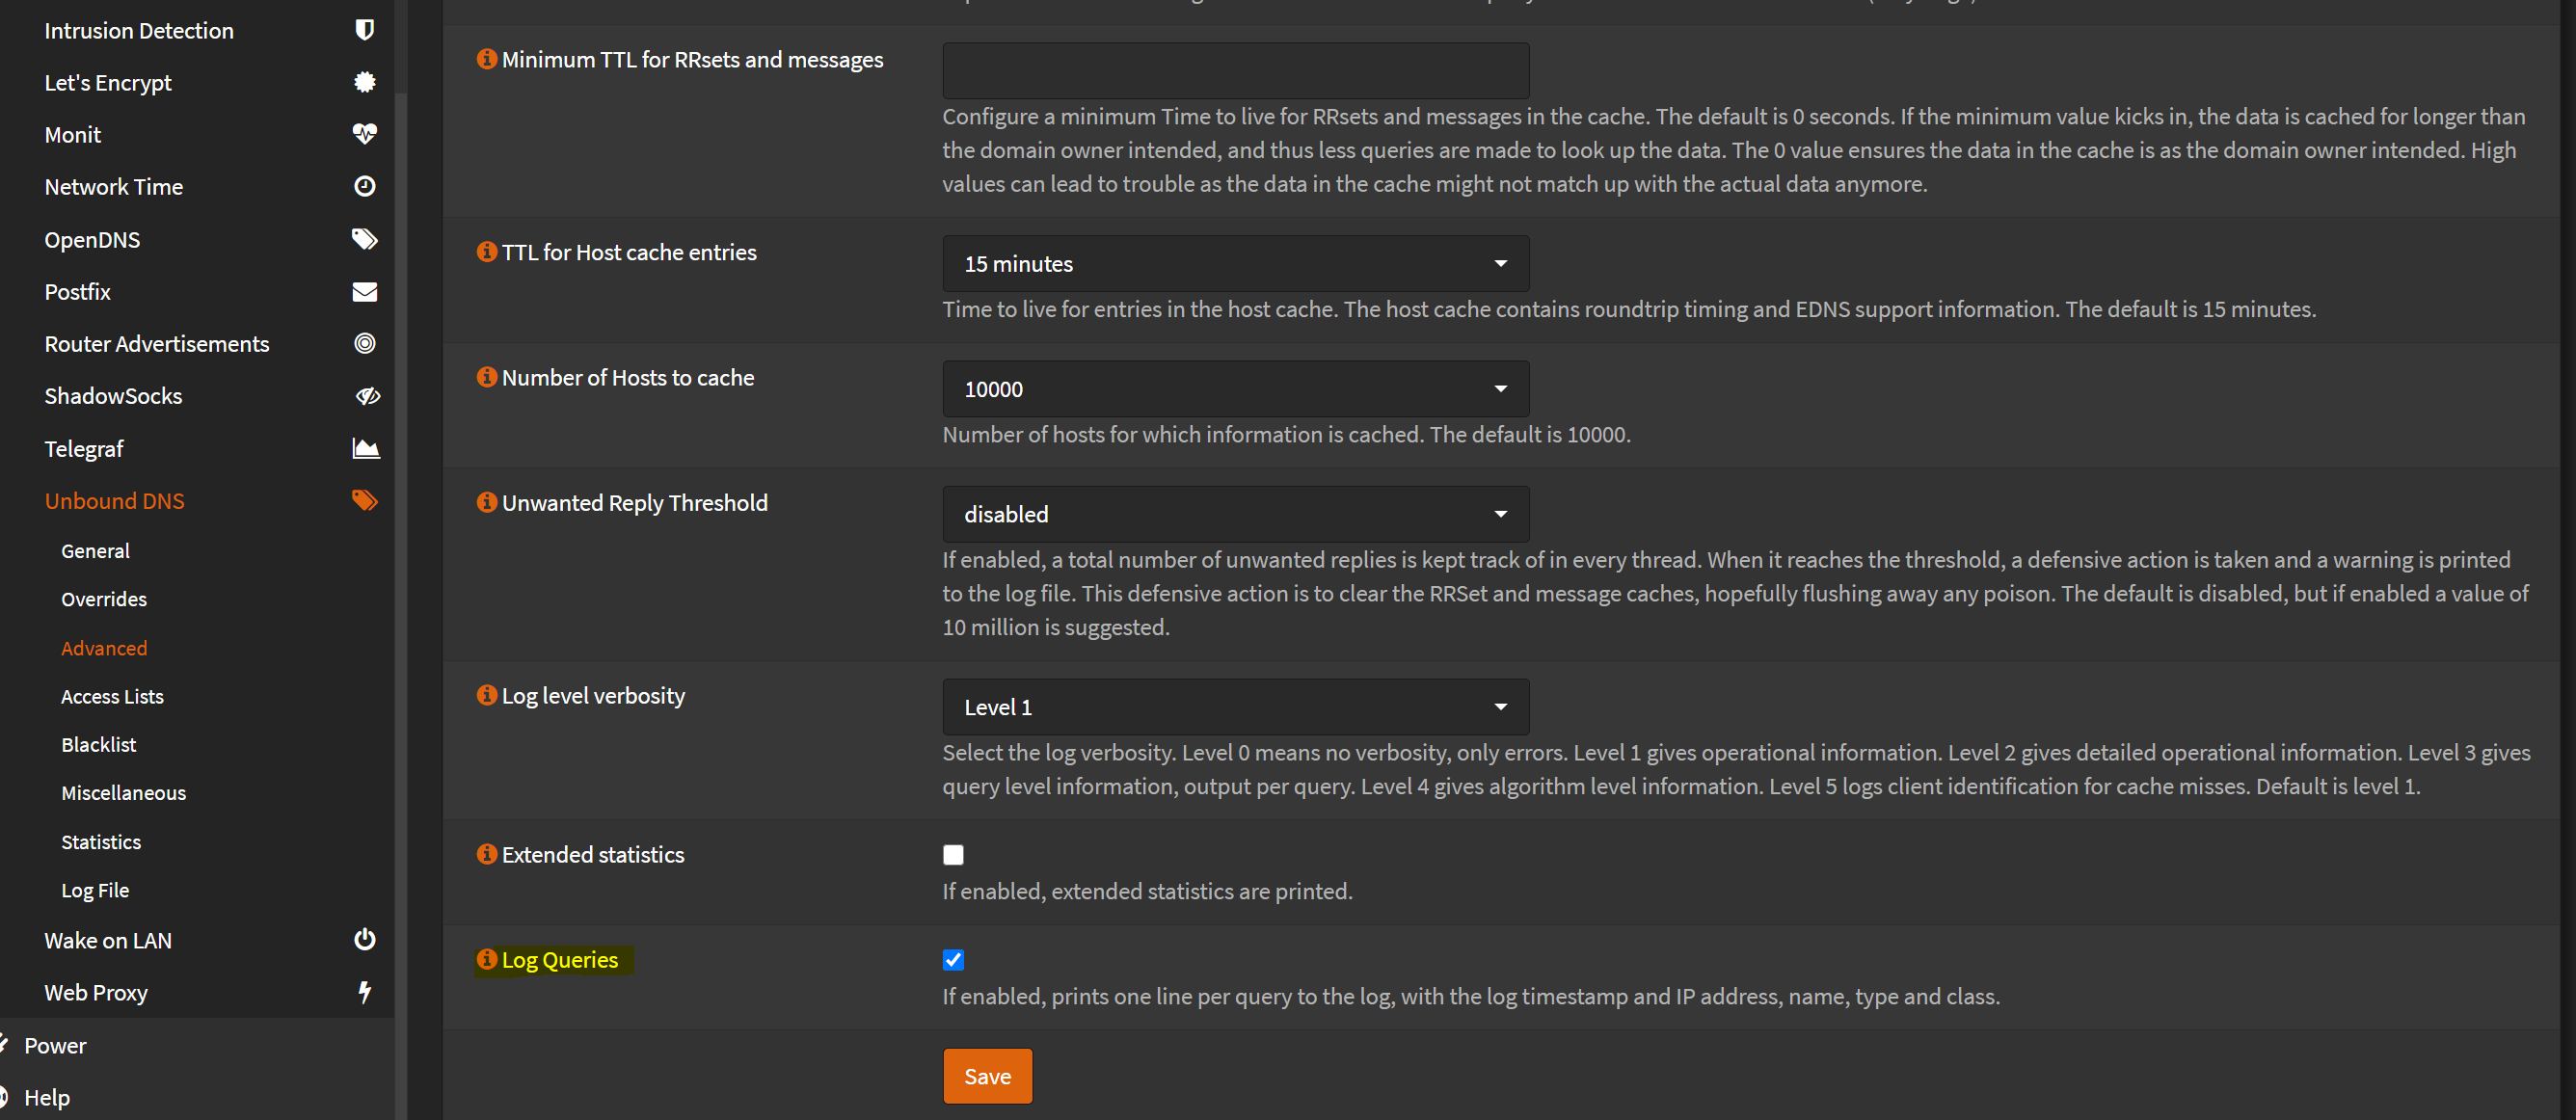 Intrusion Detection
Let's Encrypt
Monit
Network Time
OpenDNS
Postfix
Router Advertisements
ShadowSocks
Telegraf
Unbound DNS
General
Overrides
Advanced
Access Lists
Blacklist
Miscellaneous
Statistics
Log File
Wake on LAN
Web Proxy
Power
Help
Minimum TTL for RRsets and messages
Configure a minimum Time to live for RRsets and messages in the cache. The default is 0 seconds. If the minimum value kicks in, the data is cached for longer than
the domain owner intended, and thus less queries are made to look up the data. The 0 value ensures the data in the cache is as the domain owner intended. High
values can lead to trouble as the data in the cache might not match up with the actual data anymore.
TTL for Host cache entries
15 minutes
Time to live for entries in the host cache. The host cache contains roundtrip timing and EDNS support information. The default is 15 minutes.
Number of Hosts to cache
10000
Number of hosts for which information is cached. The default is 10000.
Unwanted Reply Threshold
disabled
If enabled, a total number of unwanted replies is kept track of in every thread. When it reaches the threshold, a defensive action is taken and a warning is printed
to the log file. This defensive action is to clear the RRSet and message caches, hopefully flushing away any poison. The default is disabled, but if enabled a value of
10 million is suggested.
Log level verbosity
Level 1
Select the log verbosity. Level 0 means no verbosity, only errors. Level 1 gives operational information. Level 2 gives detailed operational information. Level 3 gives
query level information, output per query. Level 4 gives algorithm level information. Level 5 logs client identification for cache misses. Default is level 1.
Extended statistics
If enabled, extended statistics are printed.
Log Queries
If enabled, prints one line per query to the log, with the log timestamp and IP address, name, type and class.
Save